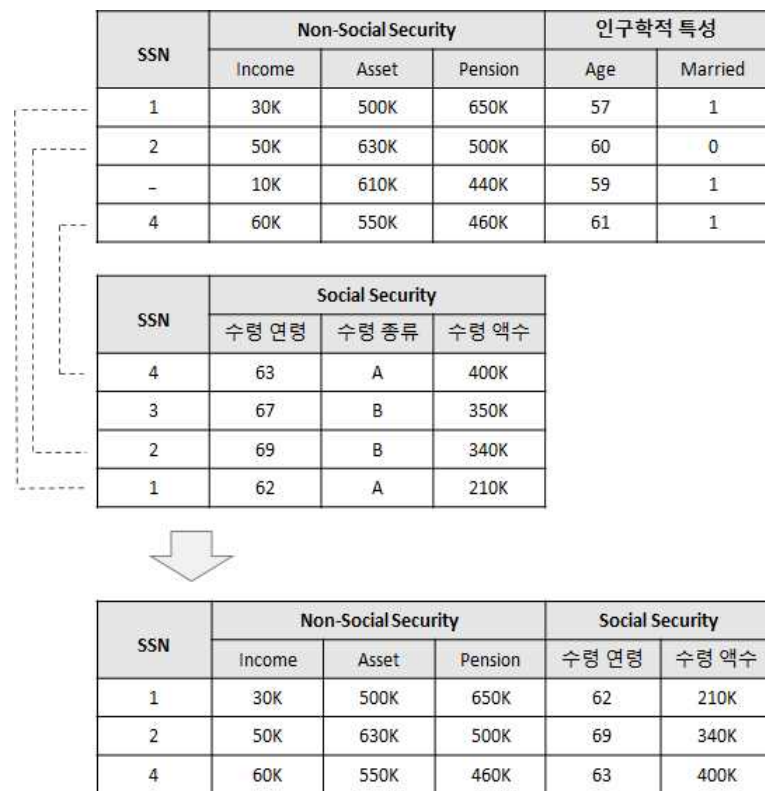 SSN Non-Social Security 인구학적 특성
Income Asset Pension Age Married
1 30K 500K 650K 57 1
2 50K 630K 500K 60 0
- 10K 610K 440K 59 1
4 60K 550K 460K 61 1
SSN Social Security
수령 연령 수령 종류 수령 액수
4 63 A 400K
3 67 B 350K
2 69 B 340K
1 62 A 210K
SSN Non-Social Security Social Security
Income Asset Pension 수령 연령 수령 액수
1 30K 500K 650K 62 210K
2 50K 630K 500K 69 340K
4 60K 550K 460K 63 400K